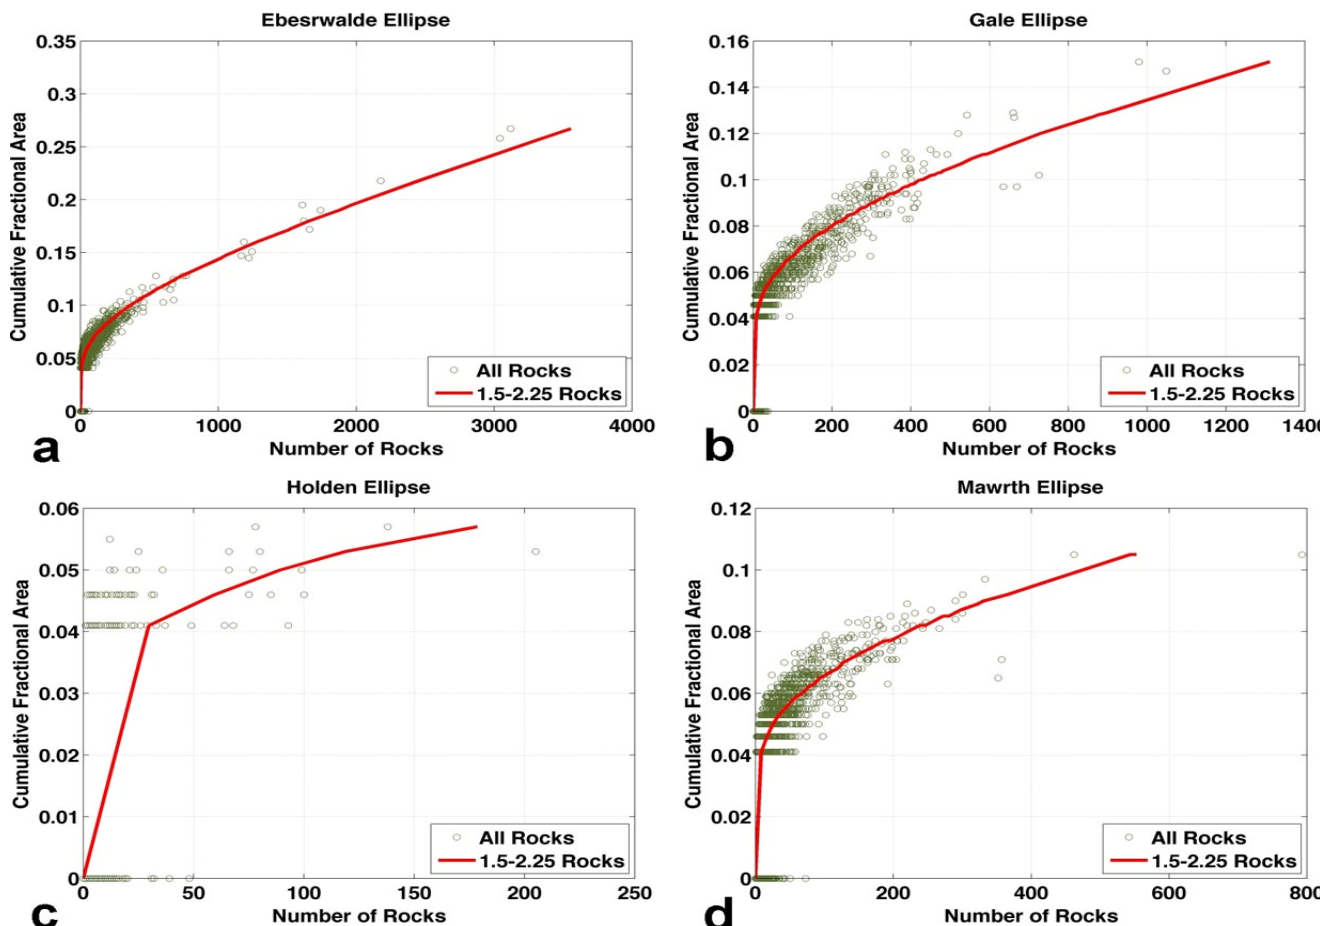 Ebesrwalde Ellipse
0.35
0.3
0.25
0.2
0.15
0.1
0.05
0
Cumulative Fractional Area
0 1000 2000 3000 4000
Number of Rocks
All Rocks
1.5-2.25 Rocks
a
Gale Ellipse
0.16
0.14
0.12
0.1
0.08
0.06
0.04
0.02
0
Cumulative Fractional Area
0 200 400 600 800 1000 1200 1400
Number of Rocks
All Rocks
1.5-2.25 Rocks
b
Holden Ellipse
0.06
0.05
0.04
0.03
0.02
0.01
0
Cumulative Fractional Area
0 50 100 150 200 250
Number of Rocks
All Rocks
1.5-2.25 Rocks
c
Mawrth Ellipse
0.12
0.1
0.08
0.06
0.04
0.02
0
Cumulative Fractional Area
0 200 400 600 800
Number of Rocks
All Rocks
1.5-2.25 Rocks
d